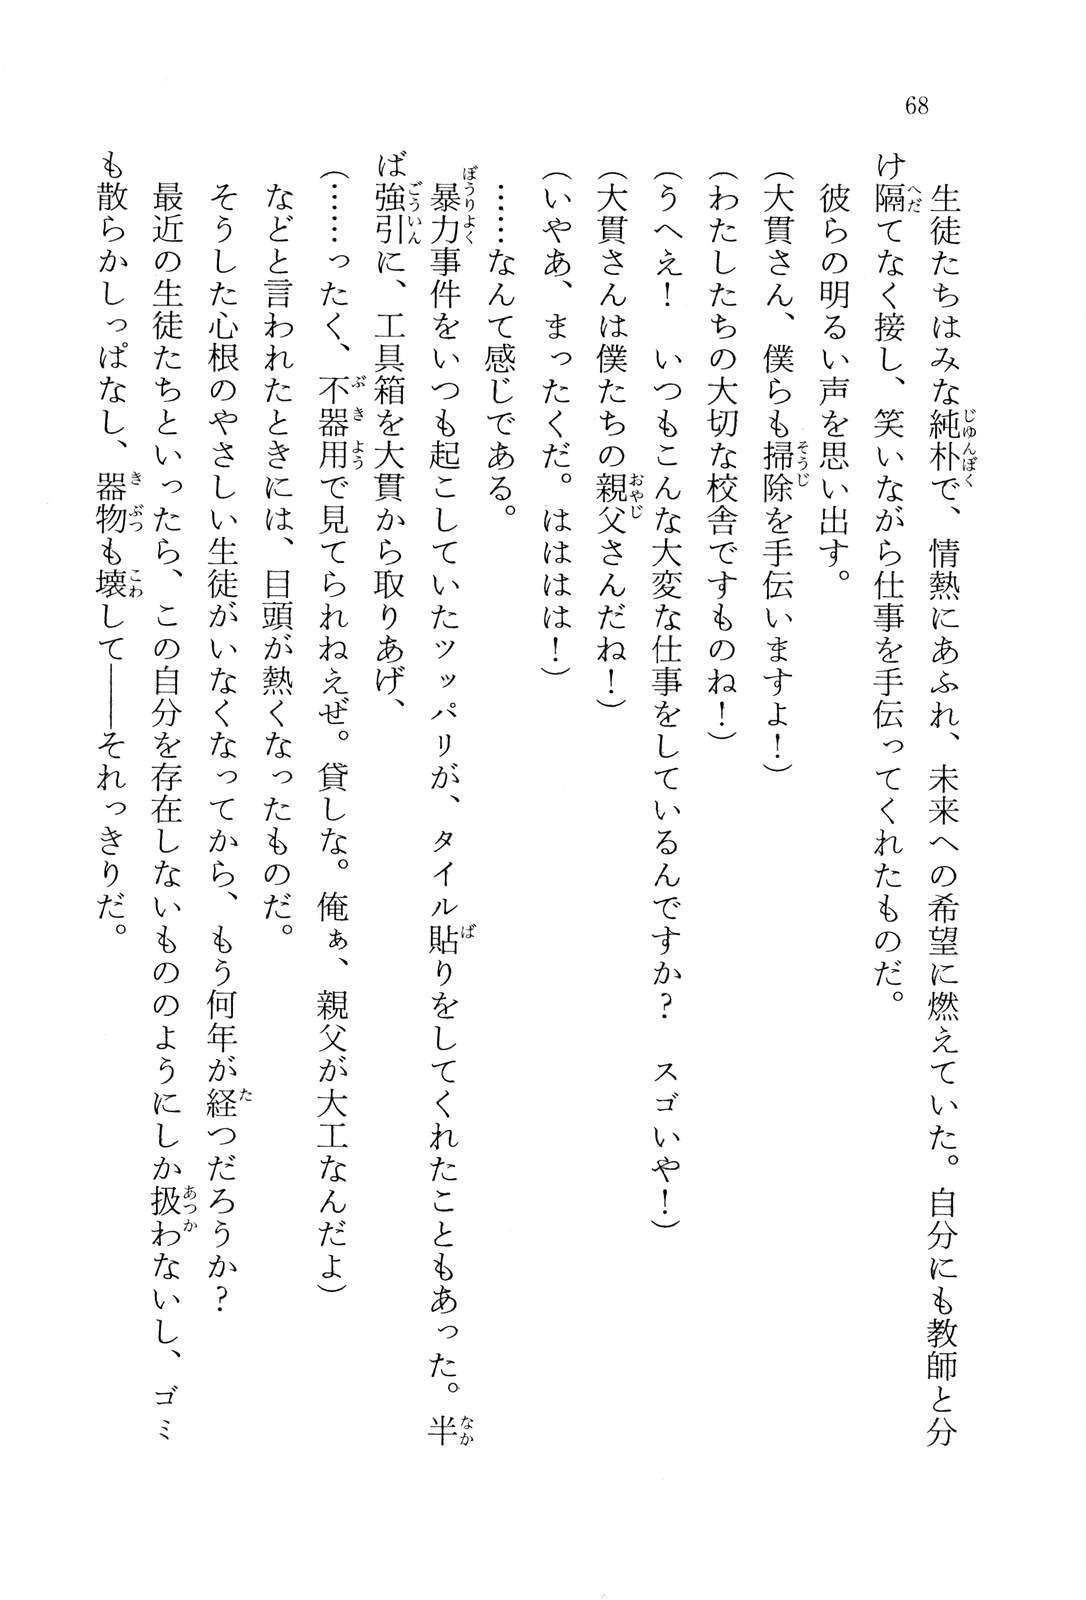 68
生徒たちはみな純朴で、情熱にあふれ、未来への希望に燃えていた。自分にも教師と分
け隔てなく接し、笑いながら仕事を手伝ってくれたものだ。
彼らの明るい声を思い出す。
(大貫さん、僕らも掃除を手伝いますよ！)
(わたしたちの大切な校舎ですものね！)
(うへえ！　いつもこんな大変な仕事をしているんですか？　スゴいや！)
(大貫さんは僕たちの親父さんだね！)
(いやあ、まったくだ。はははは！)
……なんて感じである。
暴力事件をいつも起こしていたツッパリが、タイル貼りをしてくれたこともあった。半
ば強引に、工具箱を大貫から取りあげ、
(……ったく、不器用で見てられねえぜ。貸しな。俺ぁ、親父が大工なんだよ)
などと言われたときには、目頭が熱くなったものだ。
そうした心根のやさしい生徒がいなくなってから、もう何年が経つだろうか？
最近の生徒たちといったら、この自分を存在しないもののようにしか扱わないし、ゴミ
も散らかしっぱなし、器物も壊して――それっきりだ。